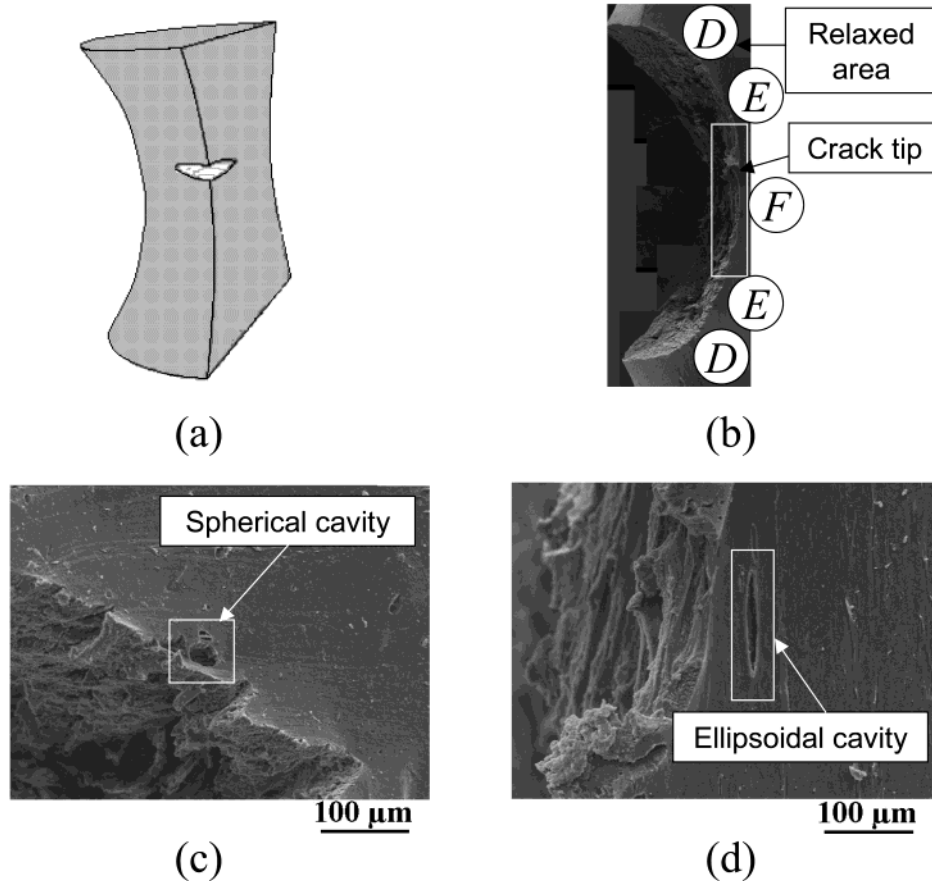 D
Relaxed
area
E
Crack tip
F
E
D
(a)
(b)
Spherical cavity
Ellipsoidal cavity
100 µm
100 µm
(c)
(d)